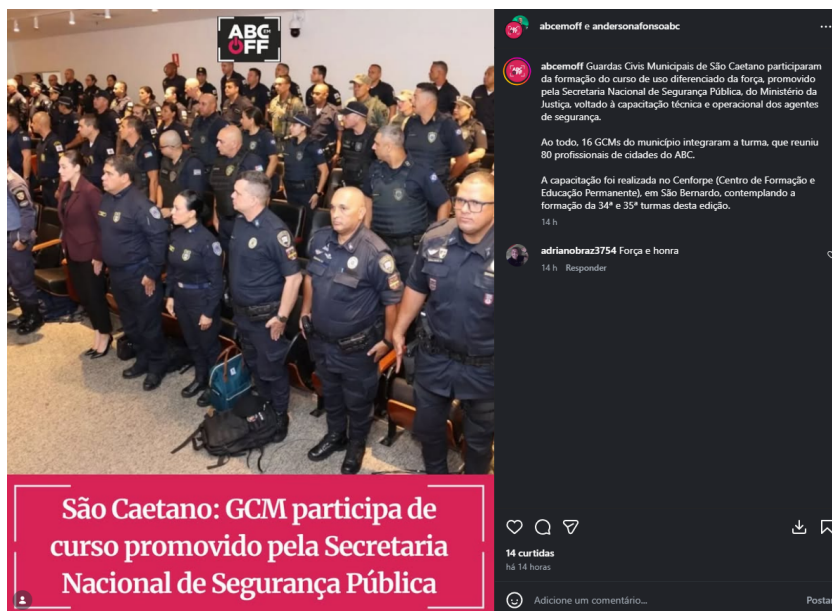 ABC EM
OFF
São Caetano: GCM participa de
curso promovido pela Secretaria
Nacional de Segurança Pública
abcemoff e andersonafonsoabc
abcemoff Guardas Civis Municipais de São Caetano participaram
da formação do curso de uso diferenciado da força, promovido
pela Secretaria Nacional de Segurança Pública, do Ministério da
Justiça, voltado à capacitação técnica e operacional dos agentes
de segurança.
Ao todo, 16 GCMs do município integraram a turma, que reuniu
80 profissionais de cidades do ABC.
A capacitação foi realizada no Cenforpe (Centro de Formação e
Educação Permanente), em São Bernardo, contemplando a
formação da 34ª e 35ª turmas desta edição.
14 h
adrianobraz3754 Força e honra
14 h Responder
14 curtidas
há 14 horas
Adicione um comentário...
Postar